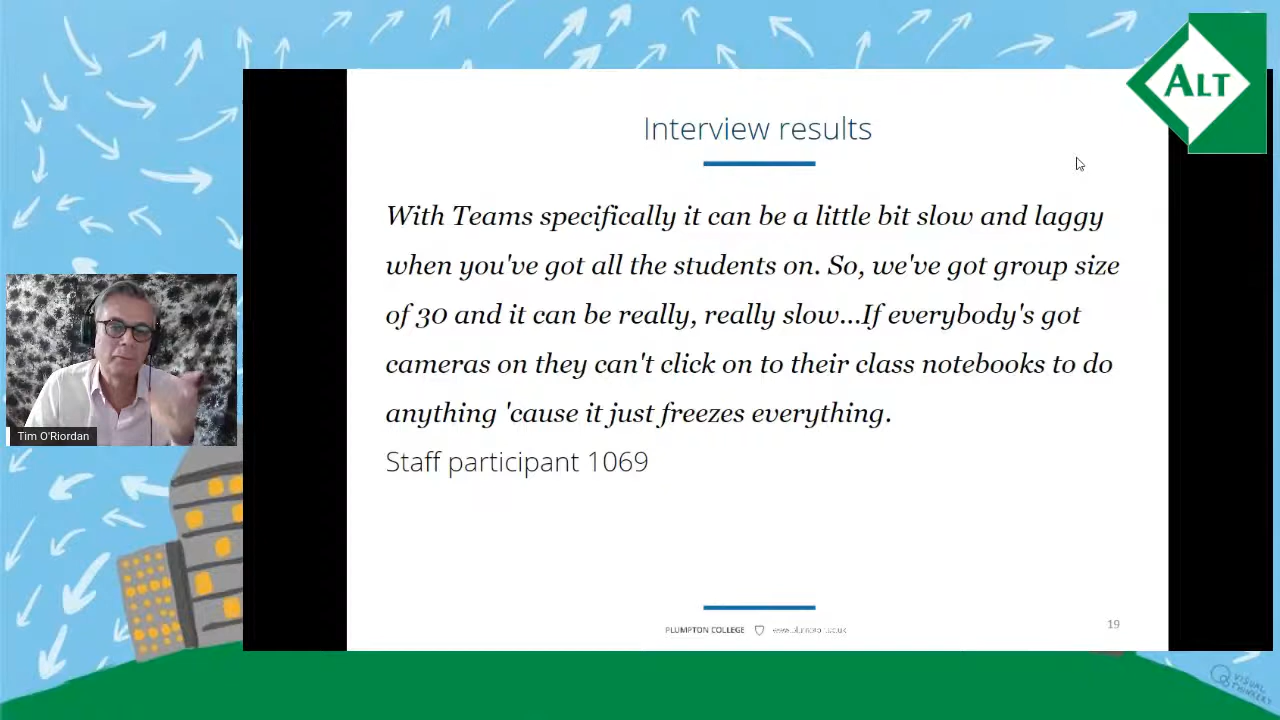 ALT
Interview results
With Teams specifically it can be a little bit slow and laggy
when you've got all the students on. So, we've got group size
of 30 and it can be really, really slow...If everybody's got
cameras on they can't click on to their class notebooks to do
anything 'cause it just freezes everything.
Staff participant 1069
Tim O'Riordan
PLUMPTON COLLEGE
19
VISUAL
THINKERY